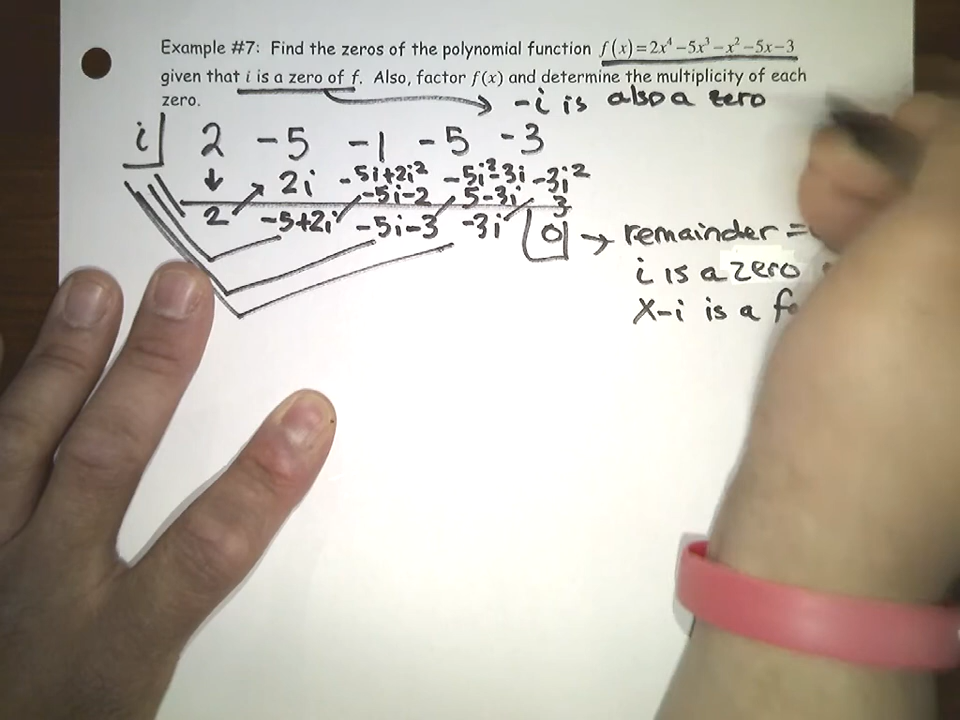 Example #7: Find the zeros of the polynomial function f(x)=2x⁴−5x³−x²−5x−3
given that i is a zero of f. Also, factor f(x) and determine the multiplicity of each
zero.
→ -i is also a zero
i 2 -5 -1 -5 -3
↓ 2i -5i+2i² -5i²-3i -3i²
-5i-2 5-3i 3
2 -5+2i -5i-3 -3i 0 → remainder =
i is a zero
x-i is a